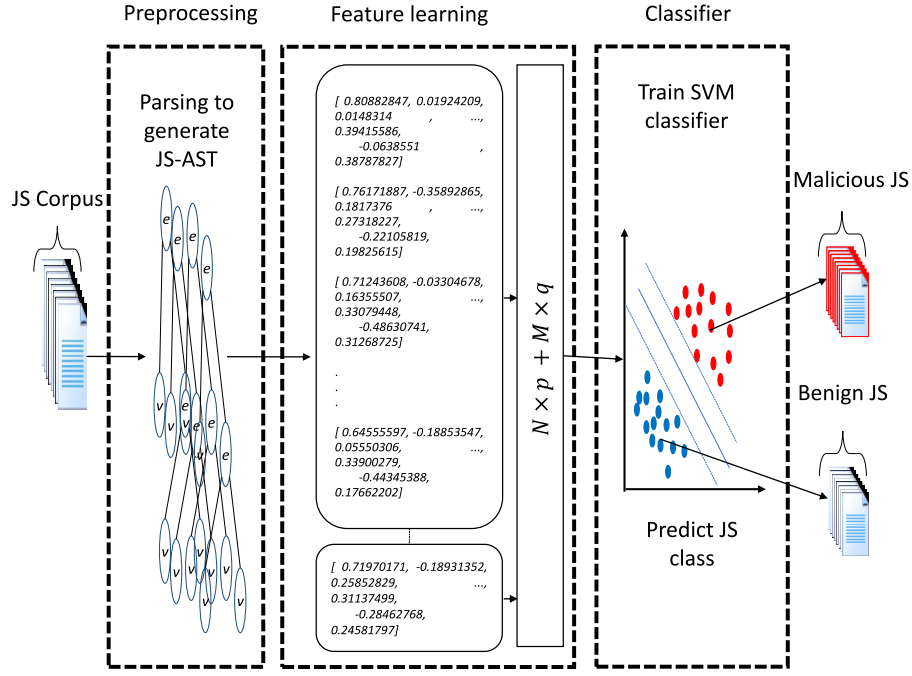 Preprocessing
Feature learning
Classifier
Parsing to
generate
JS-AST
JS Corpus
e
e
e
e
v
v
e
v
e
v
e
e
v
v
v
v
v
v
v
v
[ 0.80882847, 0.01924209,
0.0148314 , ...,
0.39415586,
-0.0638551 ,
0.38787827]
[ 0.76171887, -0.35892865,
0.1817376 , ...,
0.27318227,
-0.22105819,
0.19825615]
[ 0.71243608, -0.03304678,
0.16355507, ...,
0.33079448,
-0.48630741,
0.31268725]
.
.
.
[ 0.64555597, -0.18853547,
0.05550306, ...,
0.33900279,
-0.44345388,
0.17662202]
[ 0.71970171, -0.18931352,
0.25852829, ...,
0.31137499,
-0.28462768,
0.24581797]
N × p + M × q
Train SVM
classifier
Predict JS
class
Malicious JS
Benign JS